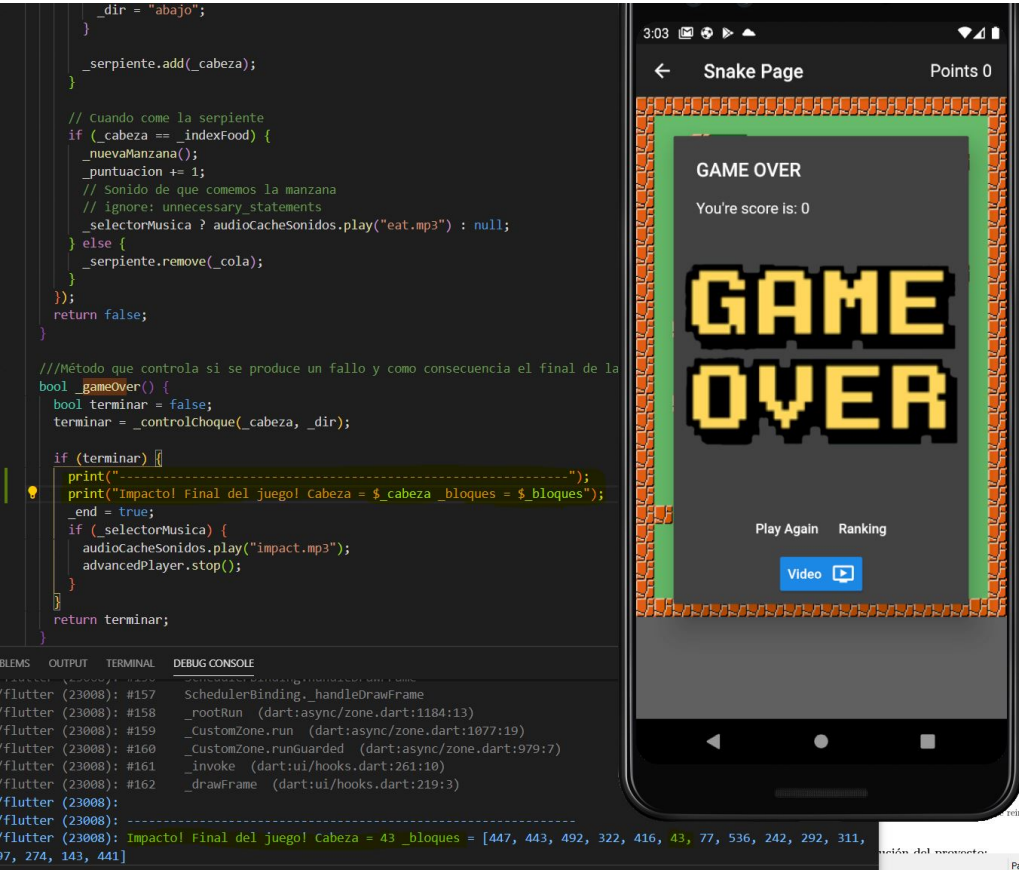 _dir = "abajo";
}
_serpiente.add(_cabeza);
}
// Cuando come la serpiente
if (_cabeza == _indexFood) {
_nuevaManzana();
_puntuacion += 1;
// Sonido de que comemos la manzana
// ignore: unnecessary_statements
_selectorMusica ? audioCacheSonidos.play("eat.mp3") : null;
} else {
_serpiente.remove(_cola);
}
});
return false;
}
///Método que controla si se produce un fallo y como consecuencia el final de la
bool _gameOver() {
bool terminar = false;
terminar = _controlChoque(_cabeza, _dir);
if (terminar) {
print("---------------------------------------------------------------");
print("Impacto! Final del juego! Cabeza = $_cabeza _bloques = $_bloques");
_end = true;
if (_selectorMusica) {
audioCacheSonidos.play("impact.mp3");
advancedPlayer.stop();
}
}
return terminar;
}
BLEMS OUTPUT TERMINAL DEBUG CONSOLE
/flutter (23008): #157 SchedulerBinding._handleDrawFrame
/flutter (23008): #158 _rootRun (dart:async/zone.dart:1184:13)
/flutter (23008): #159 _CustomZone.run (dart:async/zone.dart:1077:19)
/flutter (23008): #160 _CustomZone.runGuarded (dart:async/zone.dart:979:7)
/flutter (23008): #161 _invoke (dart:ui/hooks.dart:261:10)
/flutter (23008): #162 _drawFrame (dart:ui/hooks.dart:219:3)
/flutter (23008):
/flutter (23008): ---------------------------------------------------------------
/flutter (23008): Impacto! Final del juego! Cabeza = 43 _bloques = [447, 443, 492, 322, 416, 43, 77, 536, 242, 292, 311,
97, 274, 143, 441]
3:03
Snake Page Points 0
GAME OVER
You're score is: 0
GAME
OVER
Play Again Ranking
Video